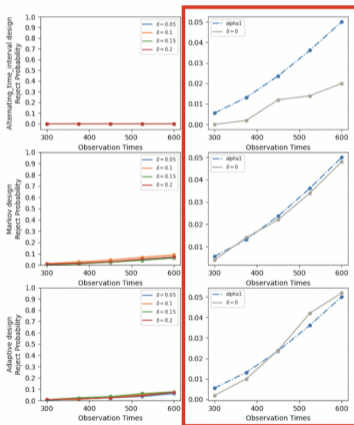 Alternating_time_interval design
Reject Probability
1.0
0.9
0.8
0.7
0.6
0.5
0.4
0.3
0.2
0.1
0.0
δ = 0.05
δ = 0.1
δ = 0.15
δ = 0.2
300 400 500 600
Observation Times
0.05
0.04
0.03
0.02
0.01
0.00
alpha1
δ = 0
300 400 500 600
Observation Times
Markov design
Reject Probability
1.0
0.9
0.8
0.7
0.6
0.5
0.4
0.3
0.2
0.1
0.0
δ = 0.05
δ = 0.1
δ = 0.15
δ = 0.2
300 400 500 600
Observation Times
0.05
0.04
0.03
0.02
0.01
alpha1
δ = 0
300 400 500 600
Observation Times
Adaptive design
Reject Probability
1.0
0.9
0.8
0.7
0.6
0.5
0.4
0.3
0.2
0.1
0.0
δ = 0.05
δ = 0.1
δ = 0.15
δ = 0.2
300 400 500 600
Observation Times
0.05
0.04
0.03
0.02
0.01
0.00
alpha1
δ = 0
300 400 500 600
Observation Times